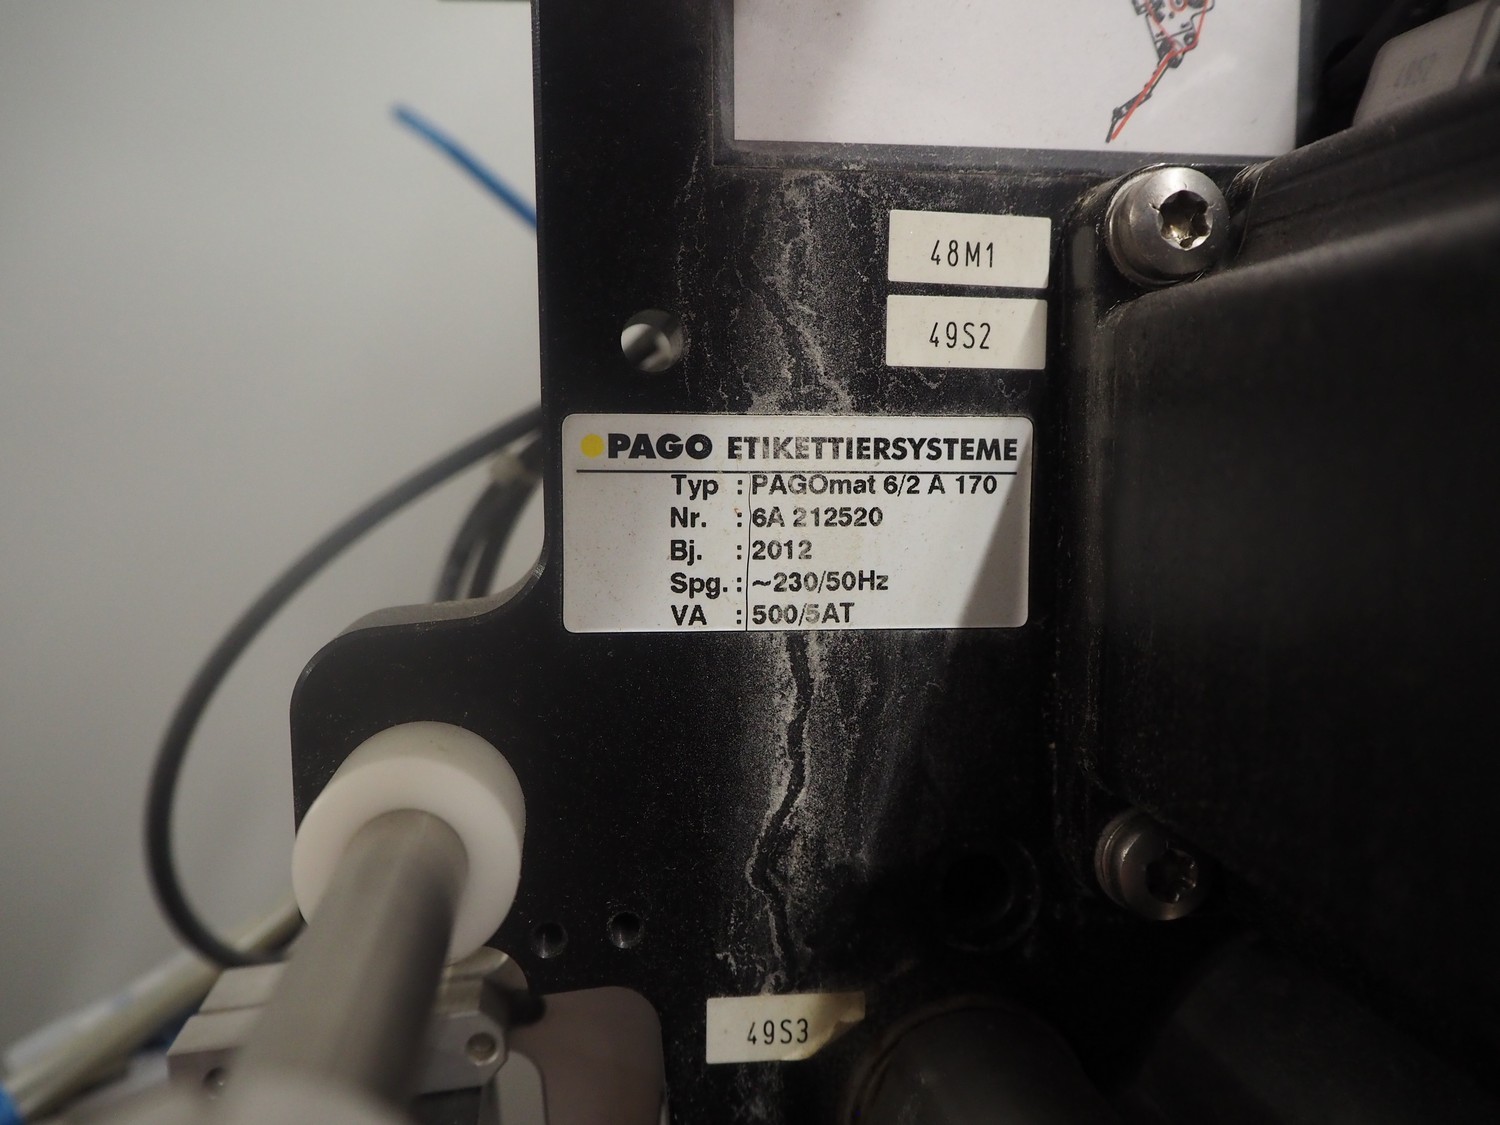 48M1
49S2
PAGO ETIKETTIERSYSTEME
Typ : PAGOmat 6/2 A 170
Nr. : 6A 212520
Bj. : 2012
Spg. : ~230/50Hz
VA : 500/5AT
49S3